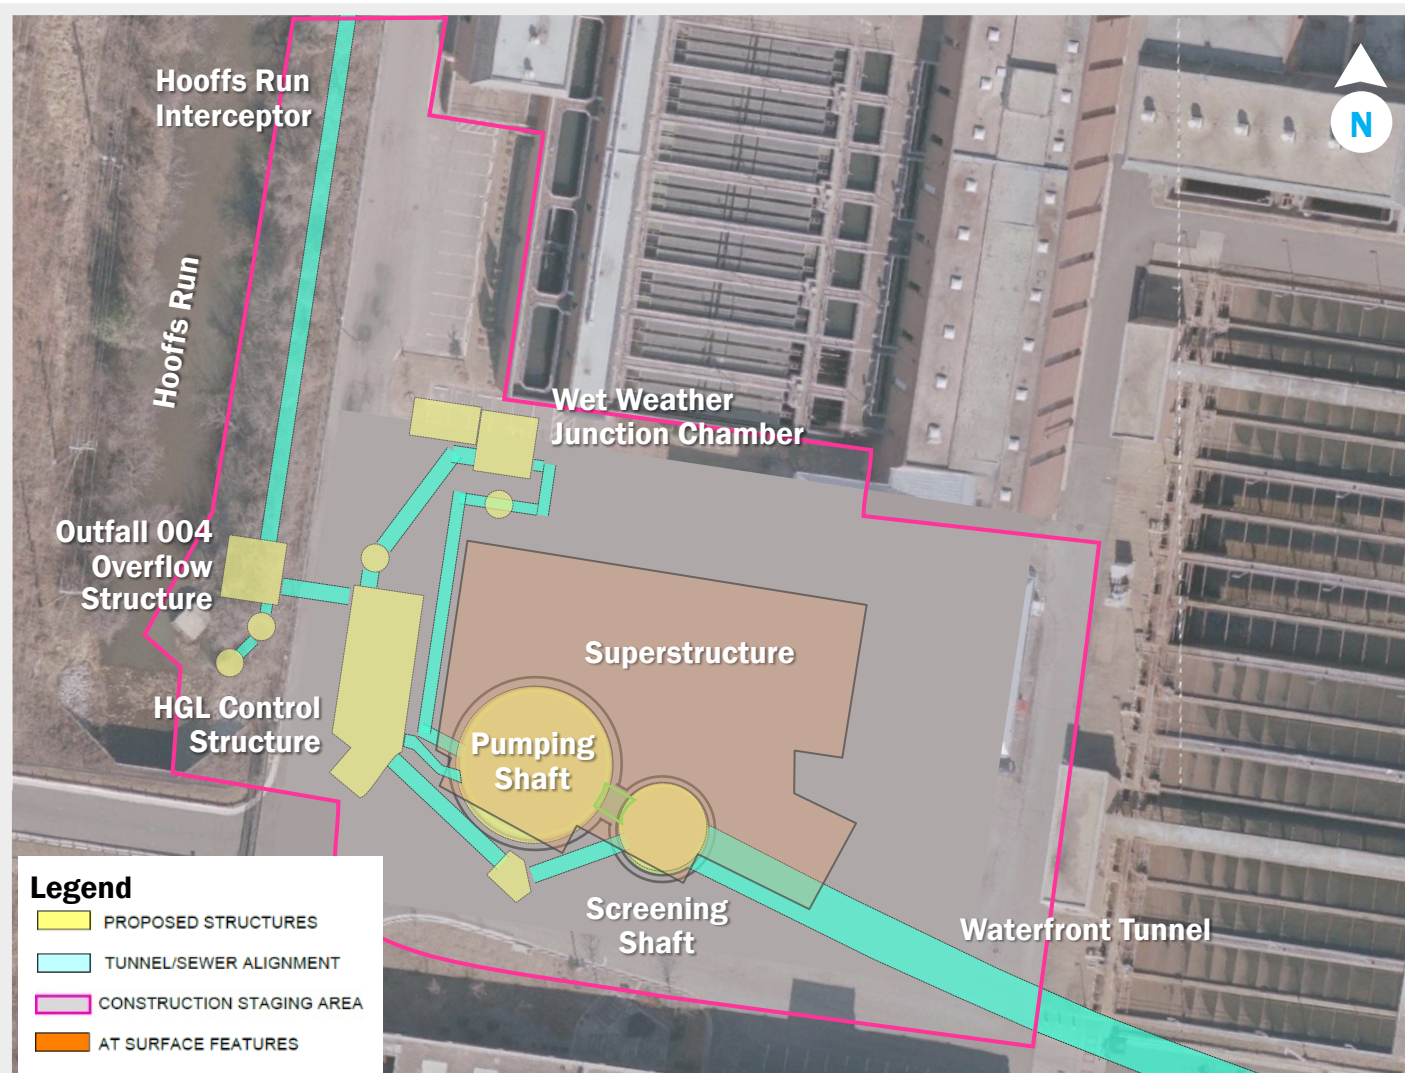 Hooffs Run
Interceptor
N
Hooffs Run
Wet Weather
Junction Chamber
Outfall 004
Overflow
Structure
Superstructure
HGL Control
Structure
Pumping
Shaft
Screening
Shaft
Waterfront Tunnel
Legend
PROPOSED STRUCTURES
TUNNEL/SEWER ALIGNMENT
CONSTRUCTION STAGING AREA
AT SURFACE FEATURES